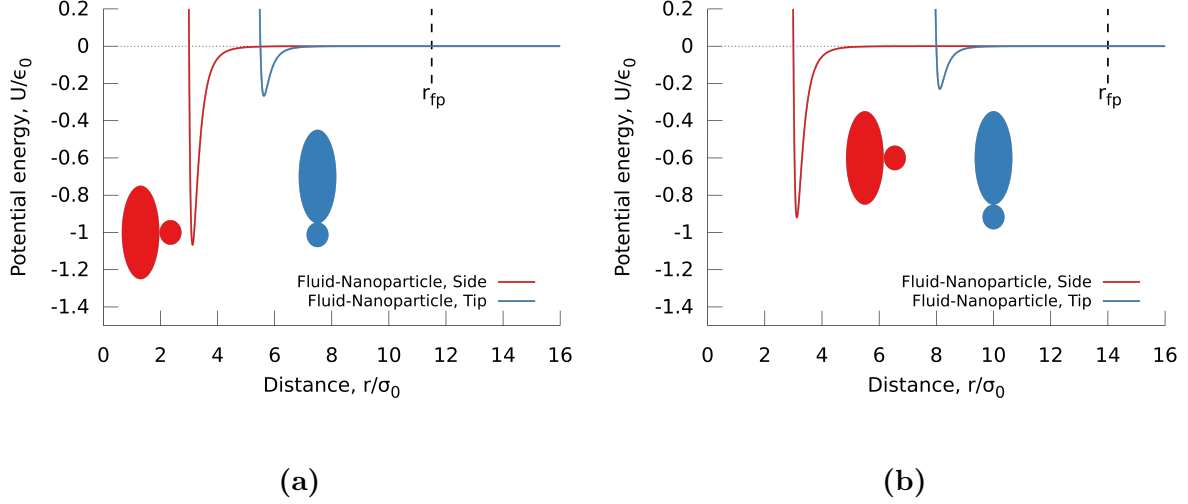 0.2
0
-0.2
-0.4
-0.6
-0.8
-1
-1.2
-1.4
Potential energy, U/ϵ0
rfp
Fluid-Nanoparticle, Side
Fluid-Nanoparticle, Tip
0 2 4 6 8 10 12 14 16
Distance, r/σ0
(a)
0.2
0
-0.2
-0.4
-0.6
-0.8
-1
-1.2
-1.4
Potential energy, U/ϵ0
rfp
Fluid-Nanoparticle, Side
Fluid-Nanoparticle, Tip
0 2 4 6 8 10 12 14 16
Distance, r/σ0
(b)